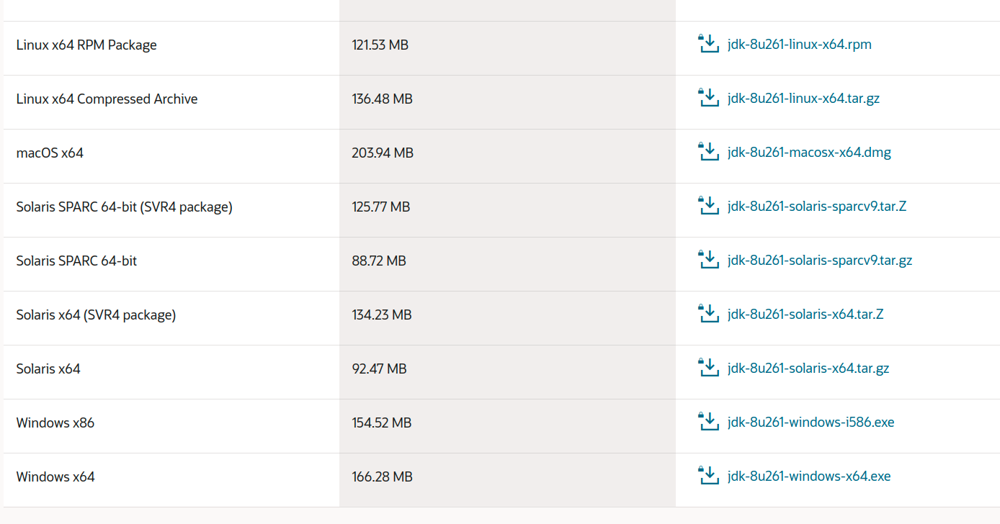 Linux x64 RPM Package 121.53 MB jdk-8u261-linux-x64.rpm
Linux x64 Compressed Archive 136.48 MB jdk-8u261-linux-x64.tar.gz
macOS x64 203.94 MB jdk-8u261-macosx-x64.dmg
Solaris SPARC 64-bit (SVR4 package) 125.77 MB jdk-8u261-solaris-sparcv9.tar.Z
Solaris SPARC 64-bit 88.72 MB jdk-8u261-solaris-sparcv9.tar.gz
Solaris x64 (SVR4 package) 134.23 MB jdk-8u261-solaris-x64.tar.Z
Solaris x64 92.47 MB jdk-8u261-solaris-x64.tar.gz
Windows x86 154.52 MB jdk-8u261-windows-i586.exe
Windows x64 166.28 MB jdk-8u261-windows-x64.exe